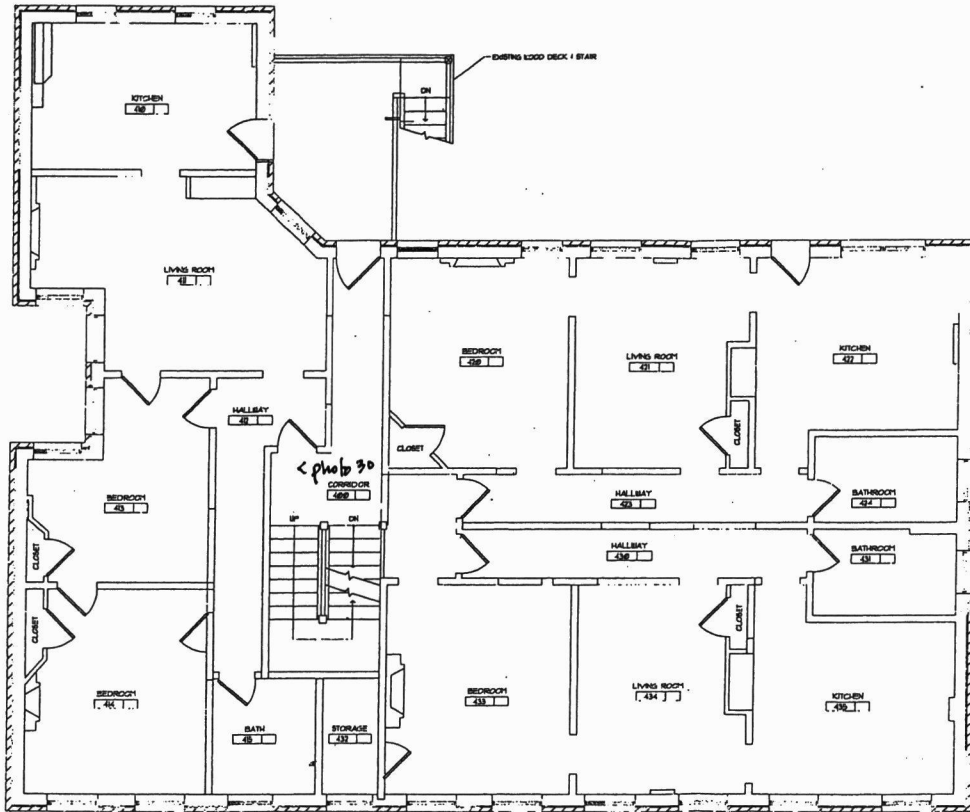 EXISTING WOOD DECK & STAIR
DN
KITCHEN
410
LIVING ROOM
411
BEDROOM
420
LIVING ROOM
421
KITCHEN
422
HALLWAY
412
CLOSET
CLOSET
< photo 30
CORRIDOR
400
BEDROOM
413
HALLWAY
423
BATHROOM
424
UP
DN
HALLWAY
430
BATHROOM
431
CLOSET
CLOSET
CLOSET
BEDROOM
414
BEDROOM
433
LIVING ROOM
434
KITCHEN
435
BATH
415
STORAGE
432